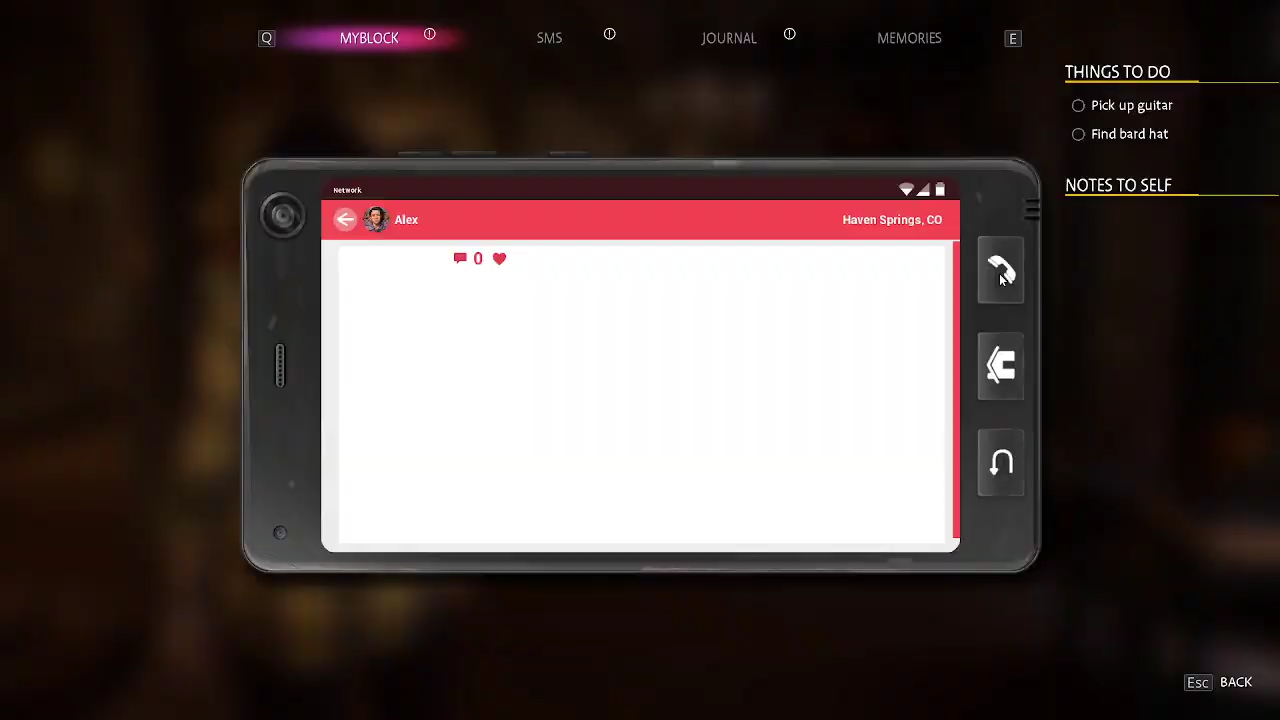 Q MYBLOCK SMS JOURNAL MEMORIES E
THINGS TO DO
Pick up guitar
Find bard hat
NOTES TO SELF
Network
Alex Haven Springs, CO
0
Esc BACK